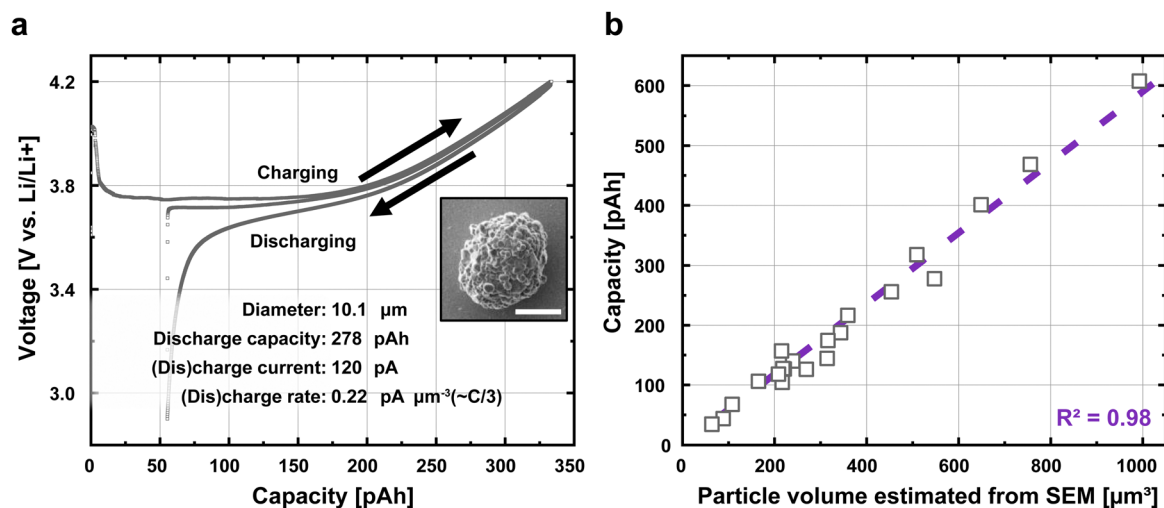 a
4.2
3.8
3.4
3.0
Voltage [V vs. Li/Li+]
Charging
Discharging
Diameter: 10.1 µm
Discharge capacity: 278 pAh
(Dis)charge current: 120 pA
(Dis)charge rate: 0.22 pA µm⁻³(~C/3)
0 50 100 150 200 250 300 350
Capacity [pAh]
b
600
500
400
300
200
100
0
Capacity [pAh]
R² = 0.98
0 200 400 600 800 1000
Particle volume estimated from SEM [µm³]